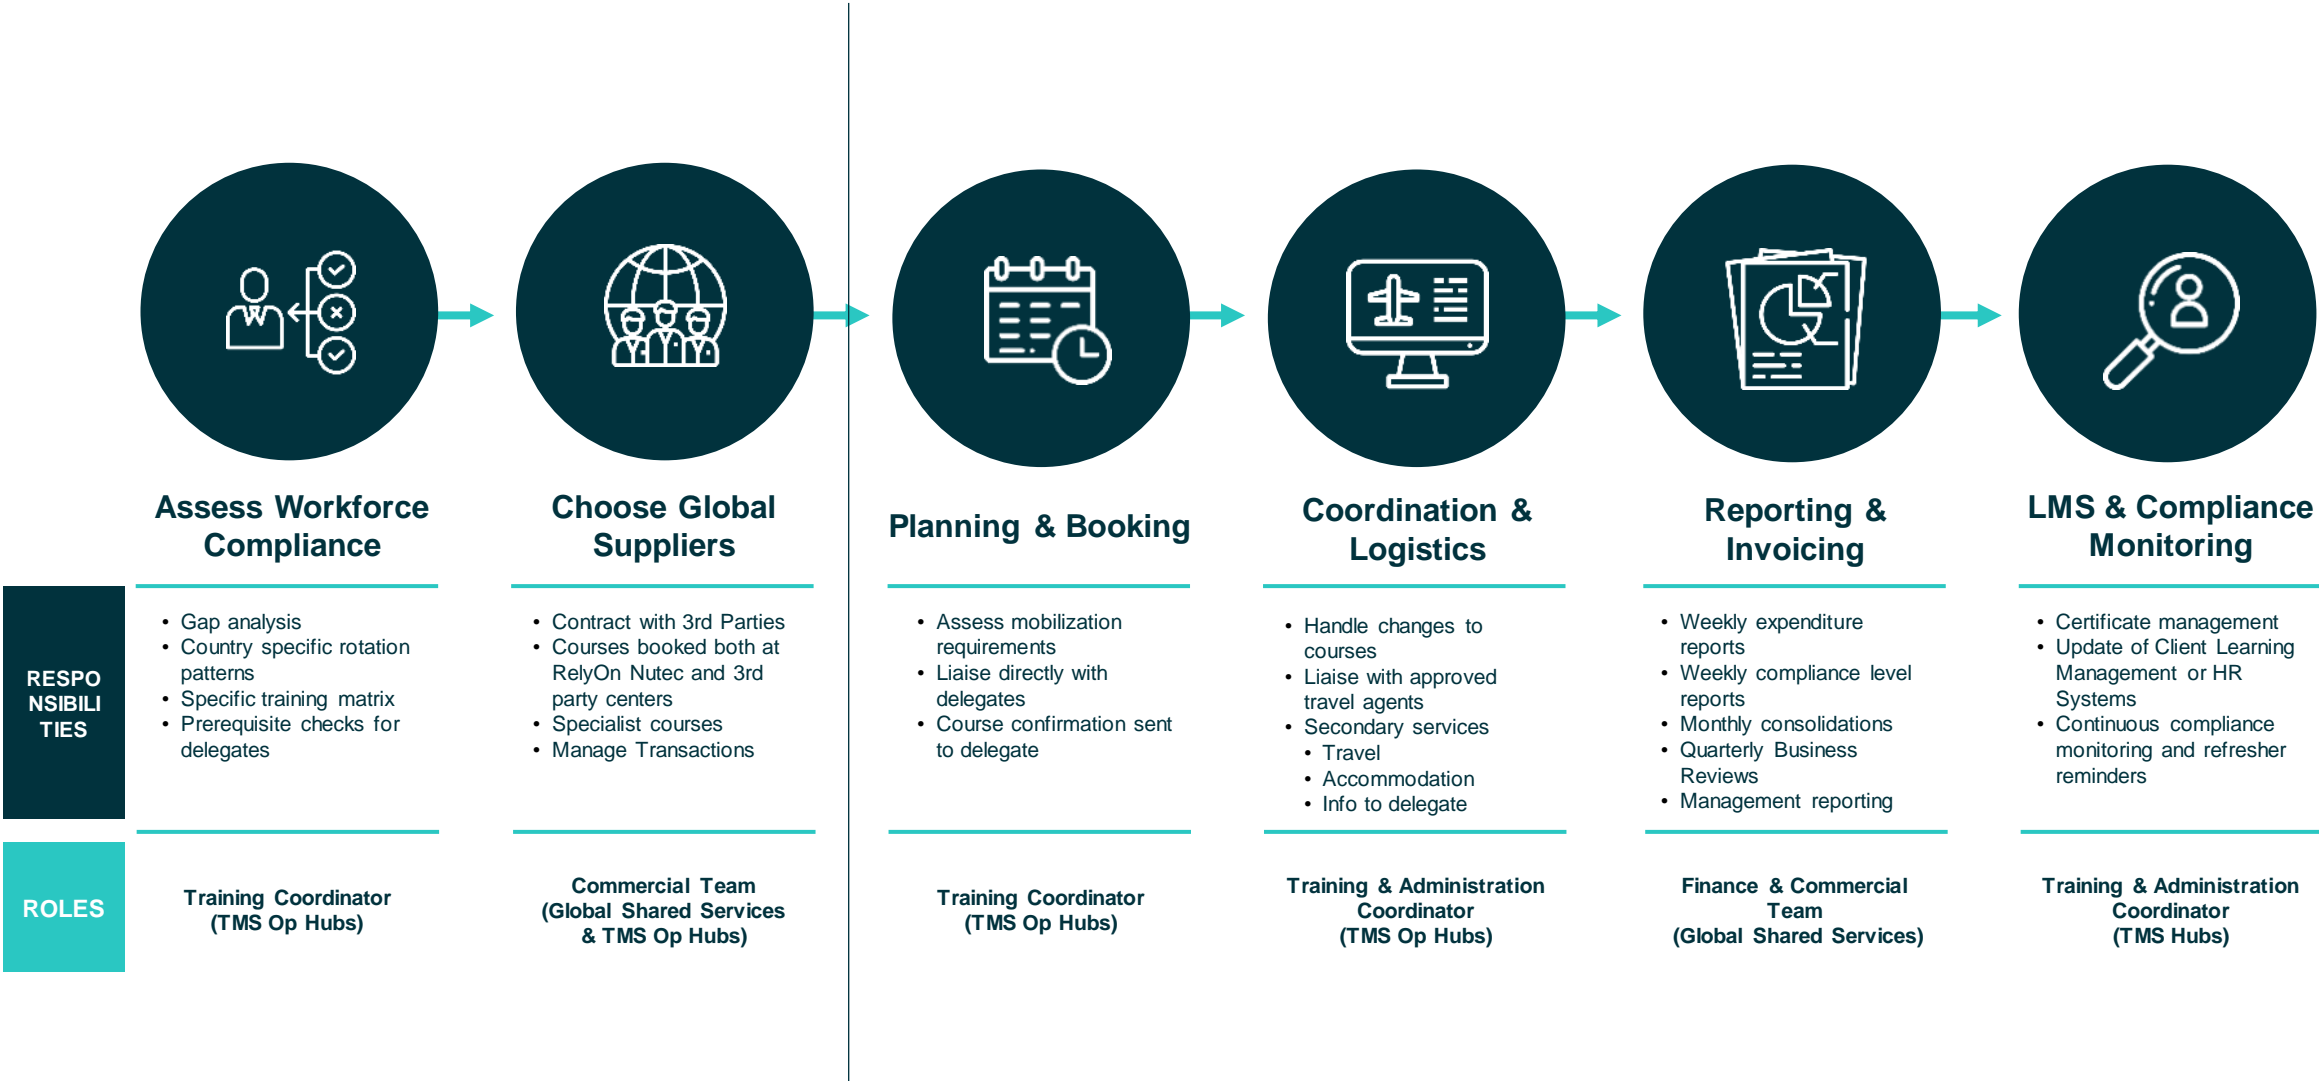 Assess Workforce
Compliance
Choose Global
Suppliers
Planning & Booking
Coordination &
Logistics
Reporting &
Invoicing
LMS & Compliance
Monitoring
RESPO
NSIBILI
TIES
• Gap analysis
• Country specific rotation
patterns
• Specific training matrix
• Prerequisite checks for
delegates
• Contract with 3rd Parties
• Courses booked both at
RelyOn Nutec and 3rd
party centers
• Specialist courses
• Manage Transactions
• Assess mobilization
requirements
• Liaise directly with
delegates
• Course confirmation sent
to delegate
• Handle changes to
courses
• Liaise with approved
travel agents
• Secondary services
• Travel
• Accommodation
• Info to delegate
• Weekly expenditure
reports
• Weekly compliance level
reports
• Monthly consolidations
• Quarterly Business
Reviews
• Management reporting
• Certificate management
• Update of Client Learning
Management or HR
Systems
• Continuous compliance
monitoring and refresher
reminders
ROLES
Training Coordinator
(TMS Op Hubs)
Commercial Team
(Global Shared Services
& TMS Op Hubs)
Training Coordinator
(TMS Op Hubs)
Training & Administration
Coordinator
(TMS Op Hubs)
Finance & Commercial
Team
(Global Shared Services)
Training & Administration
Coordinator
(TMS Hubs)